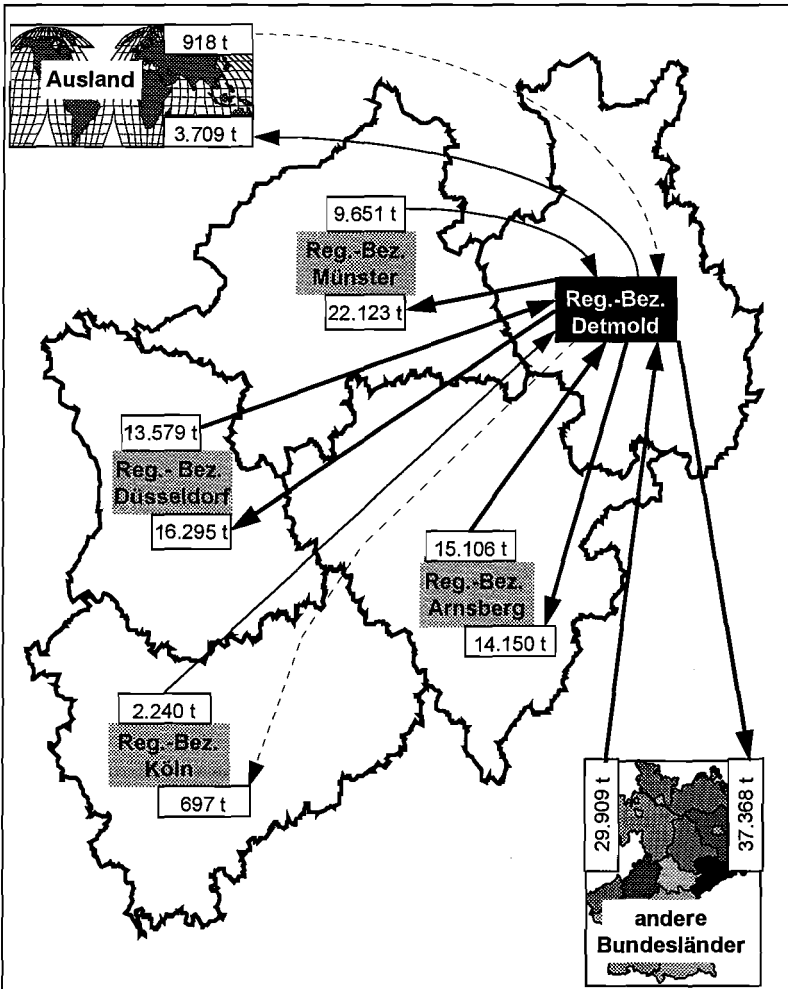 918 t
Ausland
3.709 t
9.651 t
Reg.-Bez.
Münster
22.123 t
Reg.-Bez.
Detmold
13.579 t
Reg.- Bez.
Düsseldorf
16.295 t
15.106 t
Reg.-Bez.
Arnsberg
14.150 t
2.240 t
Reg.-Bez.
Köln
697 t
29.909 t
37.368 t
andere
Bundesländer